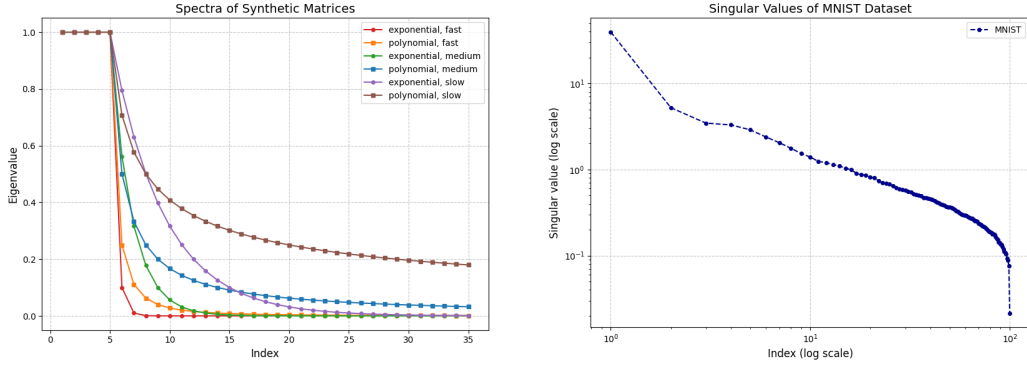 Spectra of Synthetic Matrices
1.0
0.8
0.6
0.4
0.2
0.0
Eigenvalue
0
5
10
15
20
25
30
35
Index
exponential, fast
polynomial, fast
exponential, medium
polynomial, medium
exponential, slow
polynomial, slow
Singular Values of MNIST Dataset
10¹
10⁰
10⁻¹
Singular value (log scale)
10⁰
10¹
10²
Index (log scale)
MNIST